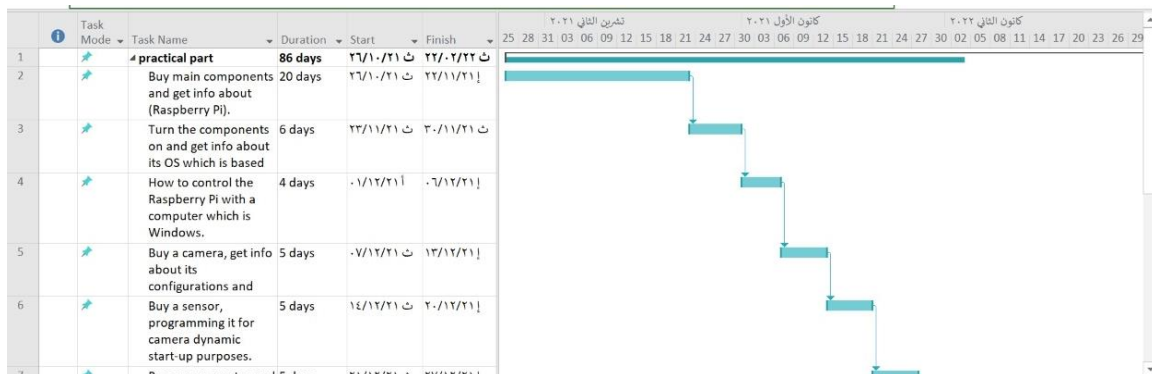 تشرين الثاني ٢٠٢١ كانون الأول ٢٠٢١ كانون الثاني ٢٠٢٢
Task
Mode Task Name Duration Start Finish 25 28 31 03 06 09 12 15 18 21 24 27 30 03 06 09 12 15 18 21 24 27 30 02 05 08 11 14 17 20 23 26 29
1 practical part 86 days ث ٢٦/١٠/٢١ ث ٢٢/٠٢/٢٢
2 Buy main components 20 days ث ٢٦/١٠/٢١ إ ٢٢/١١/٢١
and get info about
(Raspberry Pi).
3 Turn the components 6 days ث ٢٣/١١/٢١ ث ٣٠/١١/٢١
on and get info about
its OS which is based
4 How to control the 4 days أ ٠١/١٢/٢١ إ ٠٦/١٢/٢١
Raspberry Pi with a
computer which is
Windows.
5 Buy a camera, get info 5 days ث ٠٧/١٢/٢١ إ ١٣/١٢/٢١
about its
configurations and
6 Buy a sensor, 5 days ث ١٤/١٢/٢١ إ ٢٠/١٢/٢١
programming it for
camera dynamic
start-up purposes.